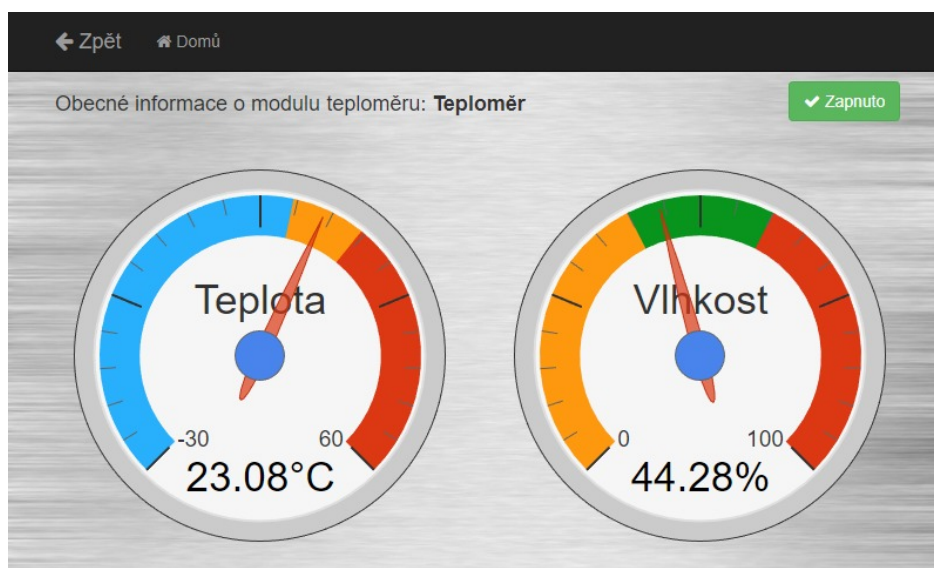 Zpět Domů
Obecné informace o modulu teploměru: Teploměr Zapnuto
Teplota
-30 60
23.08°C
Vlhkost
0 100
44.28%